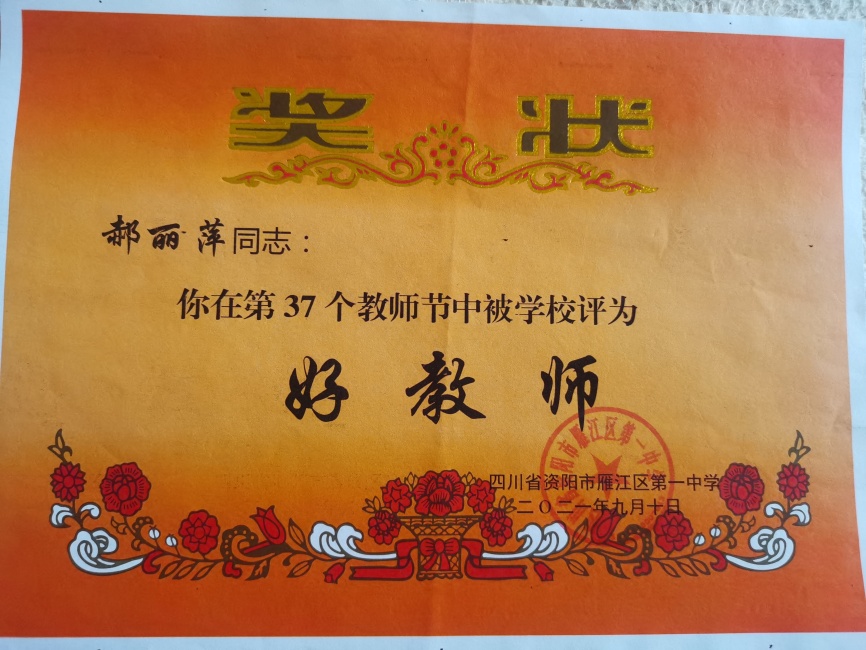 奖状
郝丽萍同志：
你在第37个教师节中被学校评为
好教师
四川省资阳市雁江区第一中学
二〇二一年九月十日